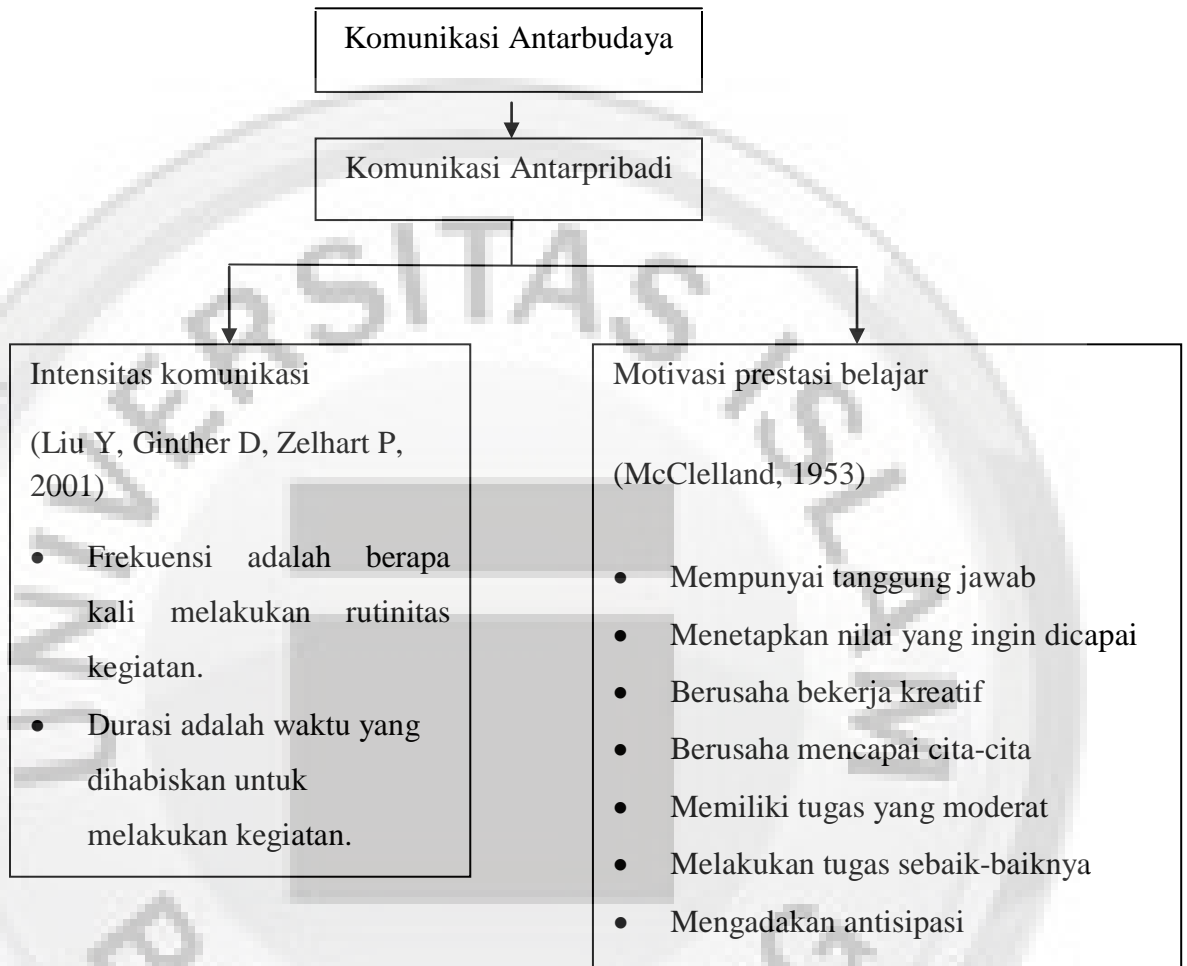 Komunikasi Antarbudaya
Komunikasi Antarpribadi
Intensitas komunikasi
(Liu Y, Ginther D, Zelhart P,
2001)
• Frekuensi adalah berapa
kali melakukan rutinitas
kegiatan.
• Durasi adalah waktu yang
dihabiskan untuk
melakukan kegiatan.
Motivasi prestasi belajar
(McClelland, 1953)
• Mempunyai tanggung jawab
• Menetapkan nilai yang ingin dicapai
• Berusaha bekerja kreatif
• Berusaha mencapai cita-cita
• Memiliki tugas yang moderat
• Melakukan tugas sebaik-baiknya
• Mengadakan antisipasi
UNIVERSITAS ISLAM